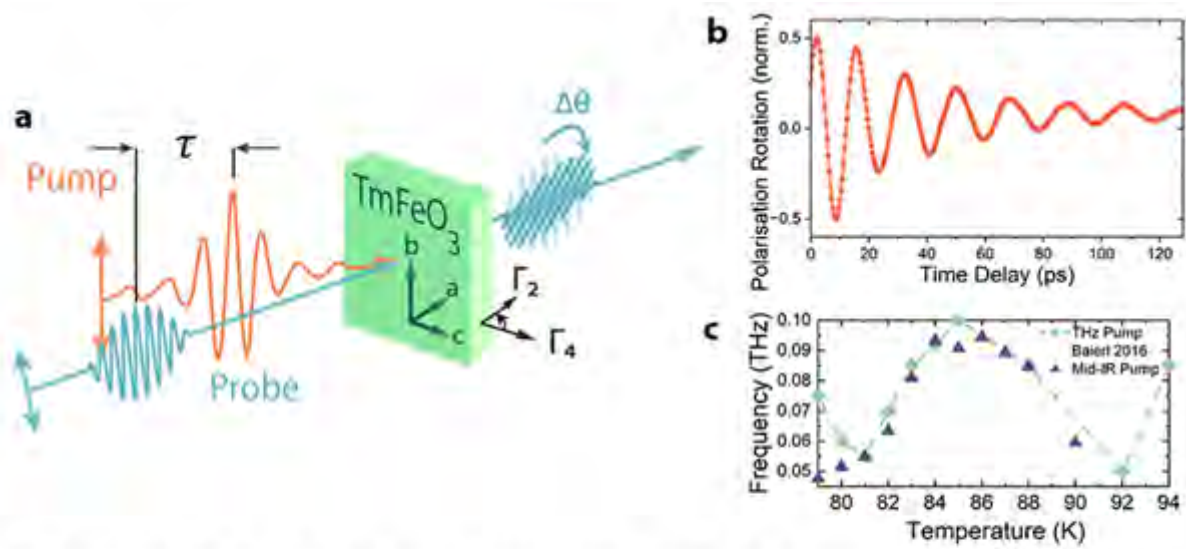 a
τ
Pump
Probe
TmFeO3
b
a
c
Γ2
Γ4
Δθ
b
Polarisation Rotation (norm.)
0.5
0.0
−0.5
0 20 40 60 80 100 120
Time Delay (ps)
c
Frequency (THz)
0.10
0.09
0.08
0.07
0.06
0.05
THz Pump
Baierl 2016
Mid-IR Pump
80 82 84 86 88 90 92 94
Temperature (K)